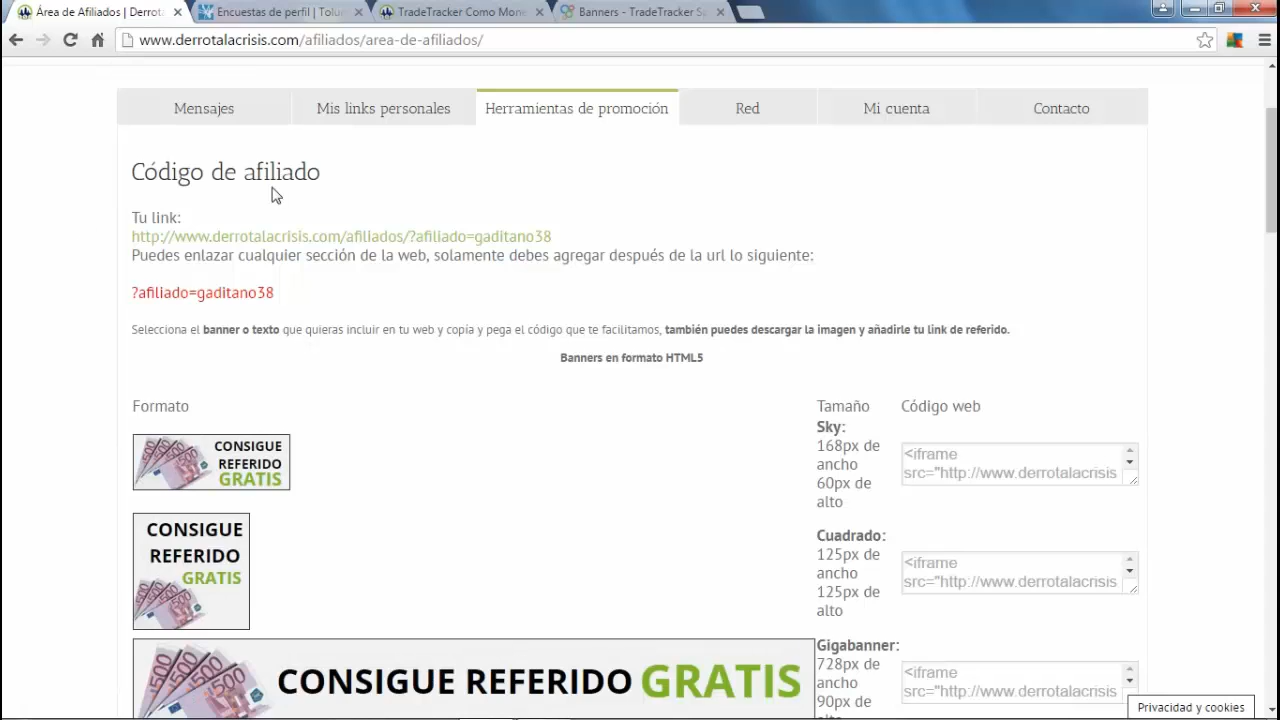 Área de Afiliados | Derrota
Encuestas de perfil | Tolun
TradeTracker Como Mone
Banners - TradeTracker S
www.derrotalacrisis.com/afiliados/area-de-afiliados/
Mensajes
Mis links personales
Herramientas de promoción
Red
Mi cuenta
Contacto
Código de afiliado
Tu link:
http://www.derrotalacrisis.com/afiliados/?afiliado=gaditano38
Puedes enlazar cualquier sección de la web, solamente debes agregar después de la url lo siguiente:
?afiliado=gaditano38
Selecciona el banner o texto que quieras incluir en tu web y copía y pega el código que te facilitamos, también puedes descargar la imagen y añadirle tu link de referido.
Banners en formato HTML5
Formato
Tamaño
Código web
CONSIGUE
REFERIDO
GRATIS
Sky:
168px de
ancho
60px de
alto
<iframe
src="http://www.derrotalacrisis
CONSIGUE
REFERIDO
GRATIS
Cuadrado:
125px de
ancho
125px de
alto
<iframe
src="http://www.derrotalacrisis
CONSIGUE REFERIDO GRATIS
Gigabanner:
728px de
ancho
90px de
alto
<iframe
src="http://www.derrotalacrisis
Privacidad y cookies